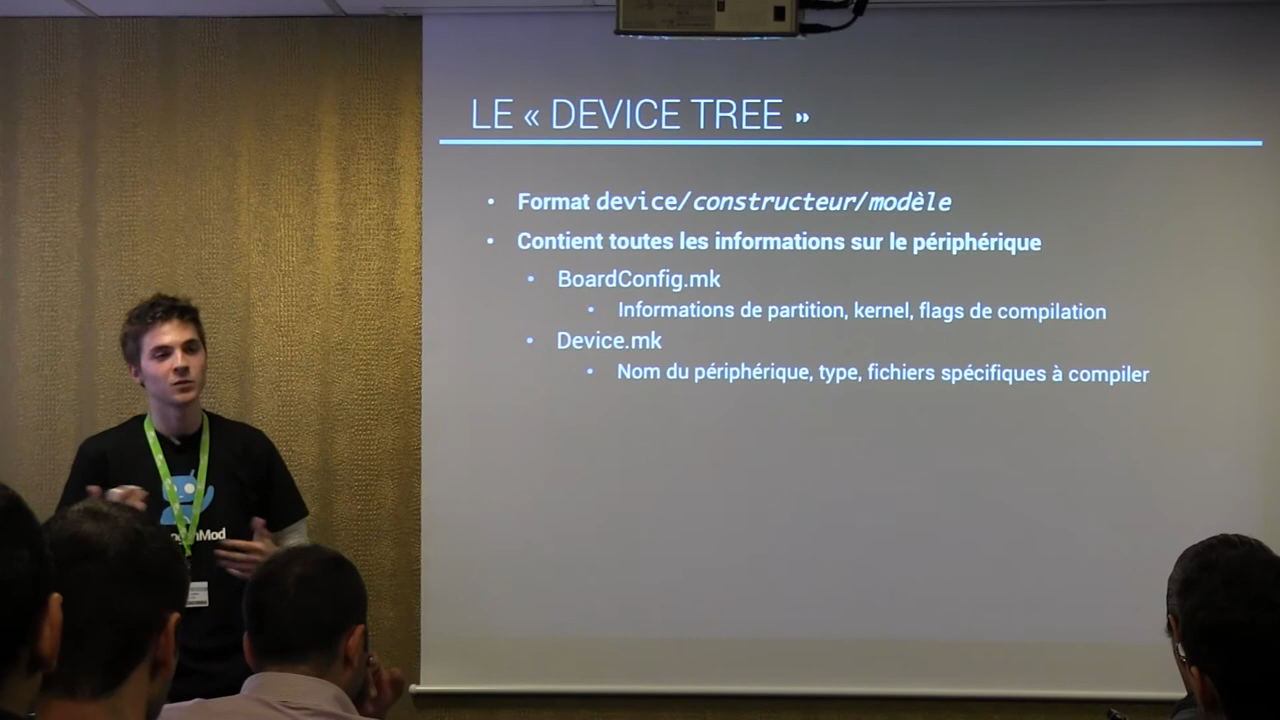 LE « DEVICE TREE »
• Format device/constructeur/modèle
• Contient toutes les informations sur le périphérique
• BoardConfig.mk
• Informations de partition, kernel, flags de compilation
• Device.mk
• Nom du périphérique, type, fichiers spécifiques à compiler